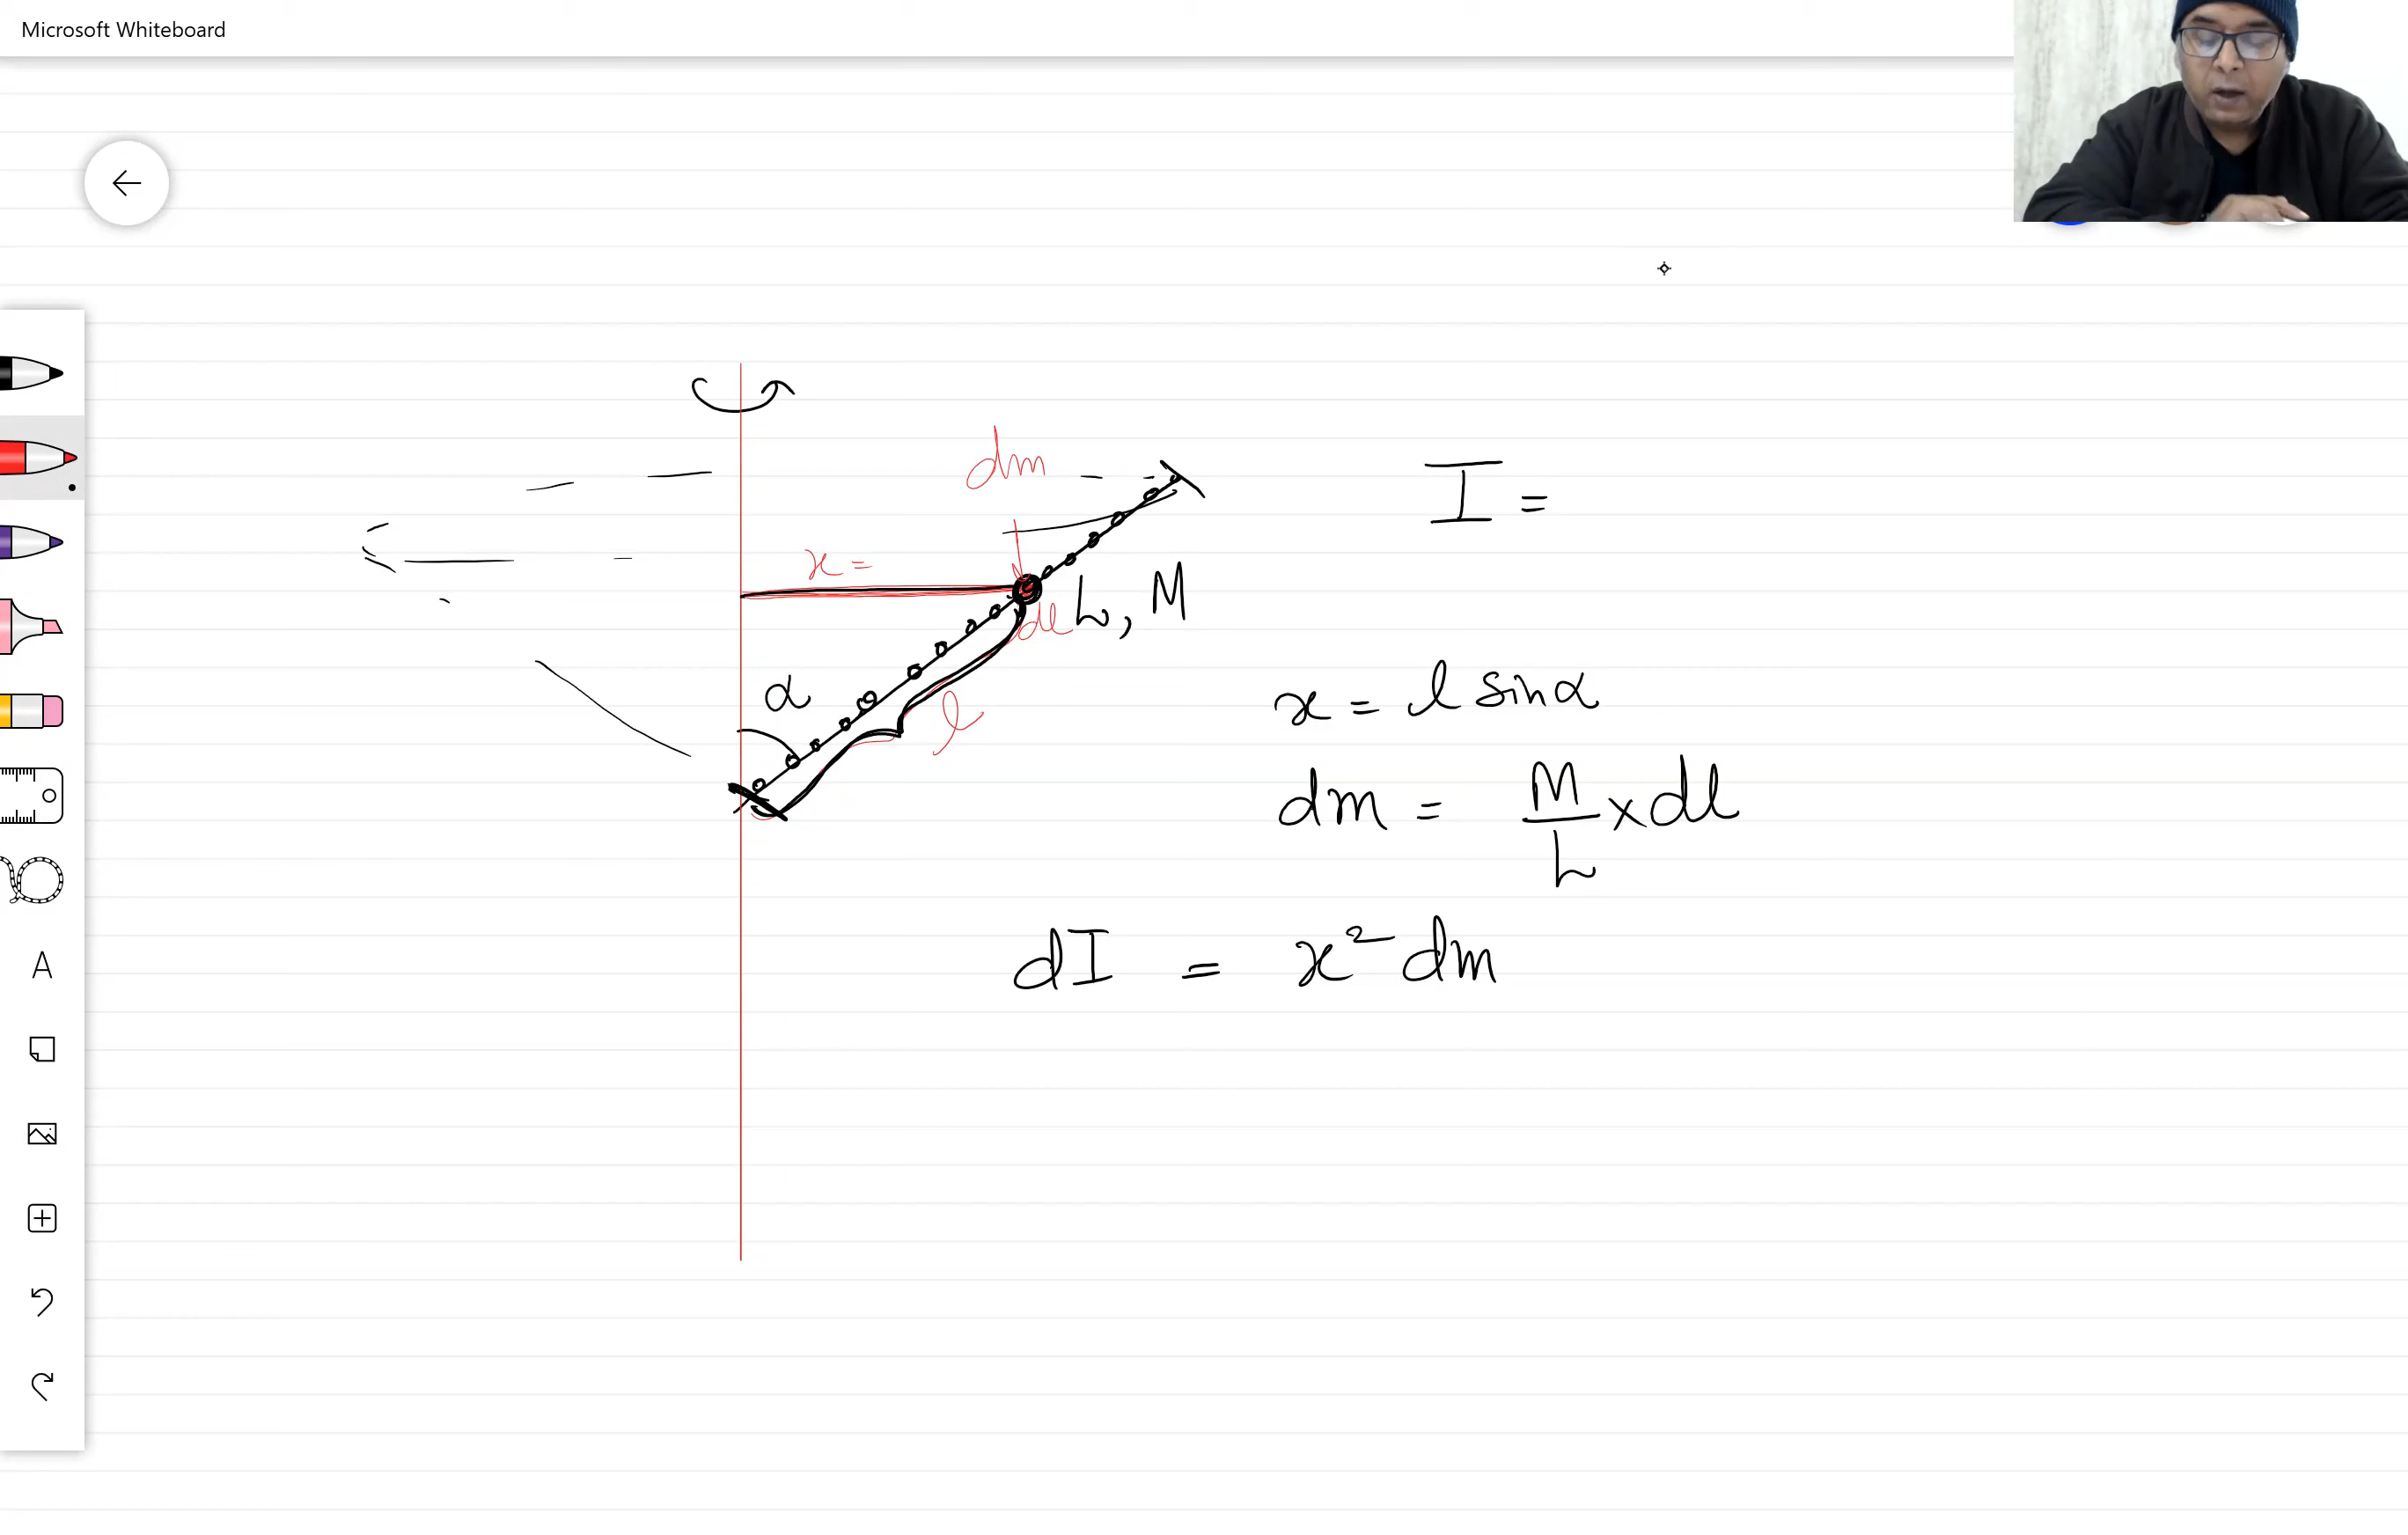 Microsoft Whiteboard
dm
I =
x =
dl
L, M
α
l
x = l sinα
dm = M/L × dl
dI = x² dm
A